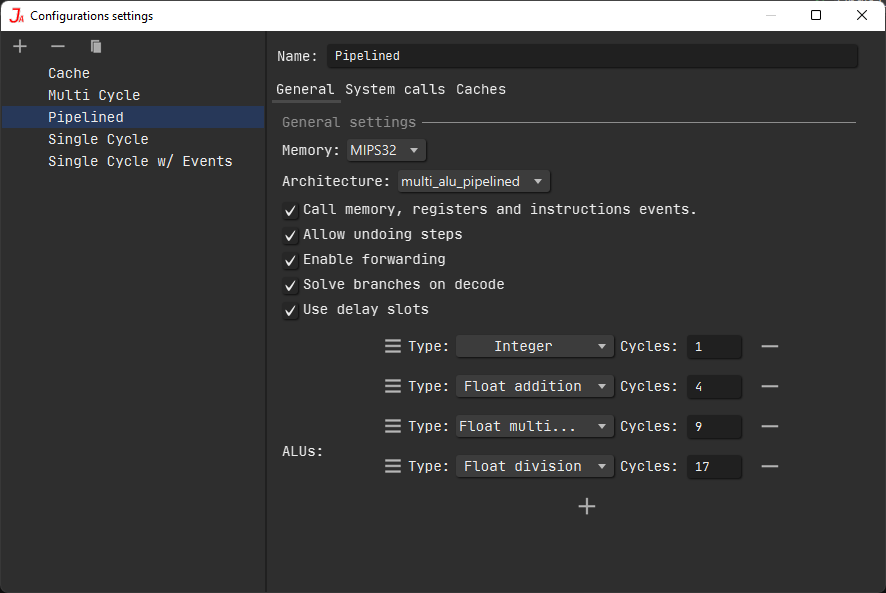 JA Configurations settings
Cache
Multi Cycle
Pipelined
Single Cycle
Single Cycle w/ Events
Name: Pipelined
General System calls Caches
General settings
Memory: MIPS32
Architecture: multi_alu_pipelined
Call memory, registers and instructions events.
Allow undoing steps
Enable forwarding
Solve branches on decode
Use delay slots
ALUs:
Type: Integer Cycles: 1
Type: Float addition Cycles: 4
Type: Float multi... Cycles: 9
Type: Float division Cycles: 17